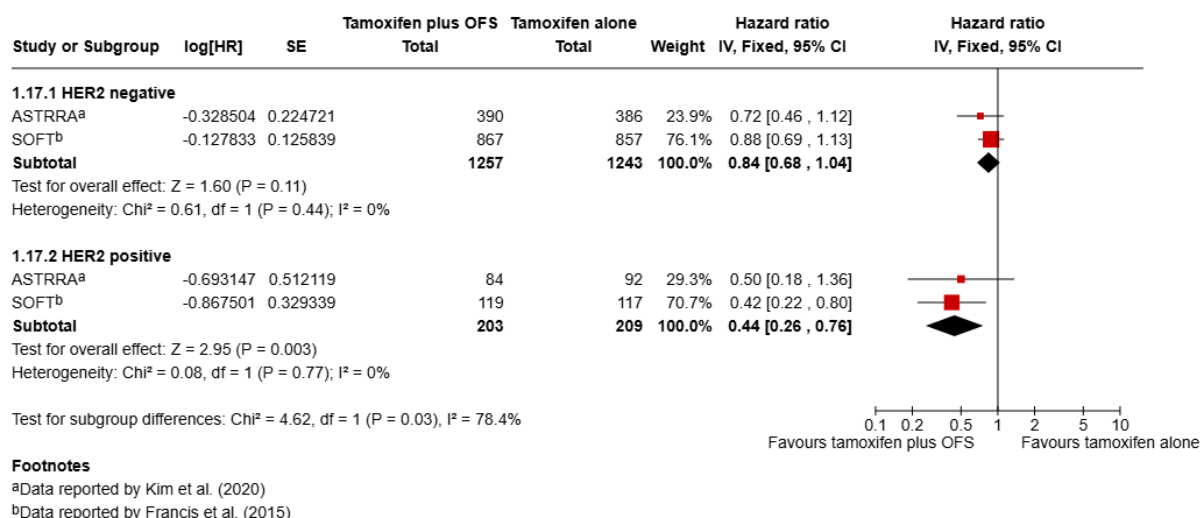 Tamoxifen plus OFS Tamoxifen alone Hazard ratio Hazard ratio
Study or Subgroup log[HR] SE Total Total Weight IV, Fixed, 95% CI IV, Fixed, 95% CI
1.17.1 HER2 negative
ASTRRAᵃ -0.328504 0.224721 390 386 23.9% 0.72 [0.46 , 1.12]
SOFTᵇ -0.127833 0.125839 867 857 76.1% 0.88 [0.69 , 1.13]
Subtotal 1257 1243 100.0% 0.84 [0.68 , 1.04]
Test for overall effect: Z = 1.60 (P = 0.11)
Heterogeneity: Chi² = 0.61, df = 1 (P = 0.44); I² = 0%
1.17.2 HER2 positive
ASTRRAᵃ -0.693147 0.512119 84 92 29.3% 0.50 [0.18 , 1.36]
SOFTᵇ -0.867501 0.329339 119 117 70.7% 0.42 [0.22 , 0.80]
Subtotal 203 209 100.0% 0.44 [0.26 , 0.76]
Test for overall effect: Z = 2.95 (P = 0.003)
Heterogeneity: Chi² = 0.08, df = 1 (P = 0.77); I² = 0%
Test for subgroup differences: Chi² = 4.62, df = 1 (P = 0.03), I² = 78.4%
0.1 0.2 0.5 1 2 5 10
Favours tamoxifen plus OFS Favours tamoxifen alone
Footnotes
ᵃData reported by Kim et al. (2020)
ᵇData reported by Francis et al. (2015)